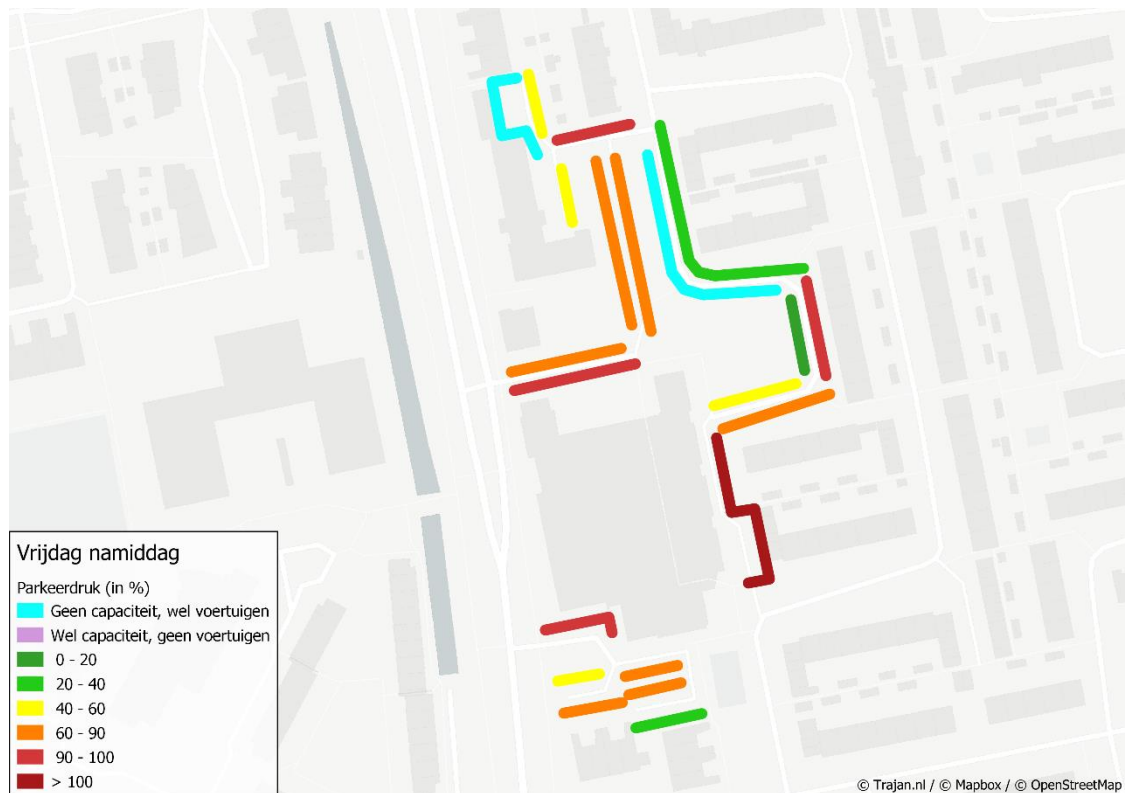 Vrijdag namiddag
Parkeerdruk (in %)
Geen capaciteit, wel voertuigen
Wel capaciteit, geen voertuigen
0 - 20
20 - 40
40 - 60
60 - 90
90 - 100
> 100
© Trajan.nl / © Mapbox / © OpenStreetMap